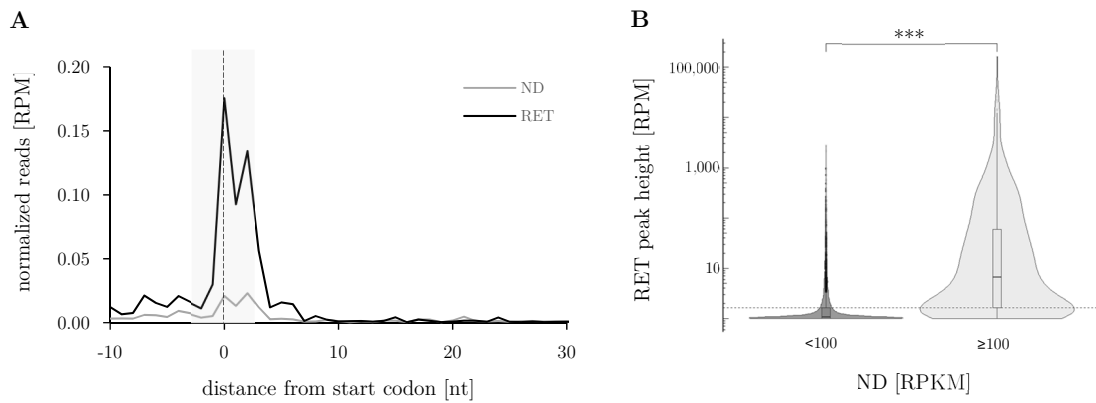 A
normalized reads [RPM]
0.20
0.15
0.10
0.05
0.00
-10
0
10
20
30
distance from start codon [nt]
ND
RET
B
***
RET peak height [RPM]
100.000
1.000
10
<100
≥100
ND [RPKM]